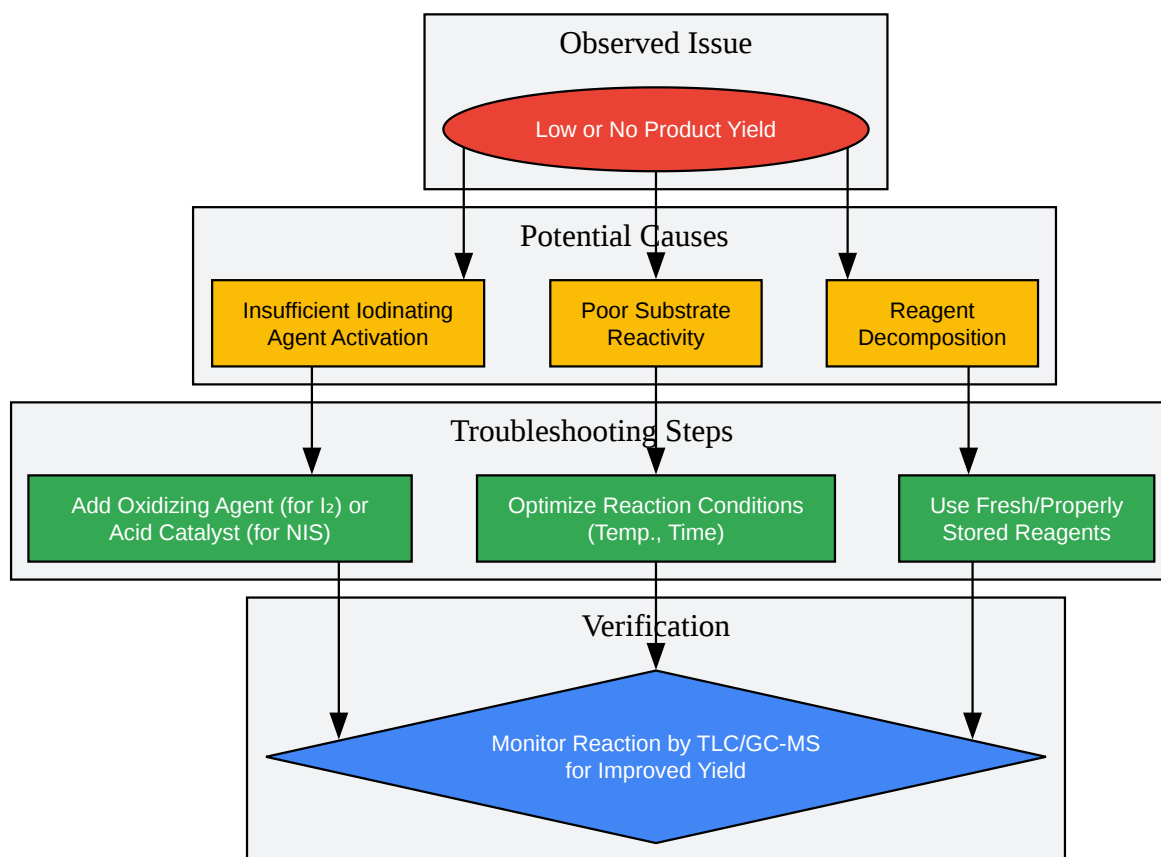 Observed Issue
Low or No Product Yield
Potential Causes
Insufficient Iodinating
Agent Activation
Poor Substrate
Reactivity
Reagent
Decomposition
Troubleshooting Steps
Add Oxidizing Agent (for I₂) or
Acid Catalyst (for NIS)
Optimize Reaction Conditions
(Temp., Time)
Use Fresh/Properly
Stored Reagents
Verification
Monitor Reaction by TLC/GC-MS
for Improved Yield